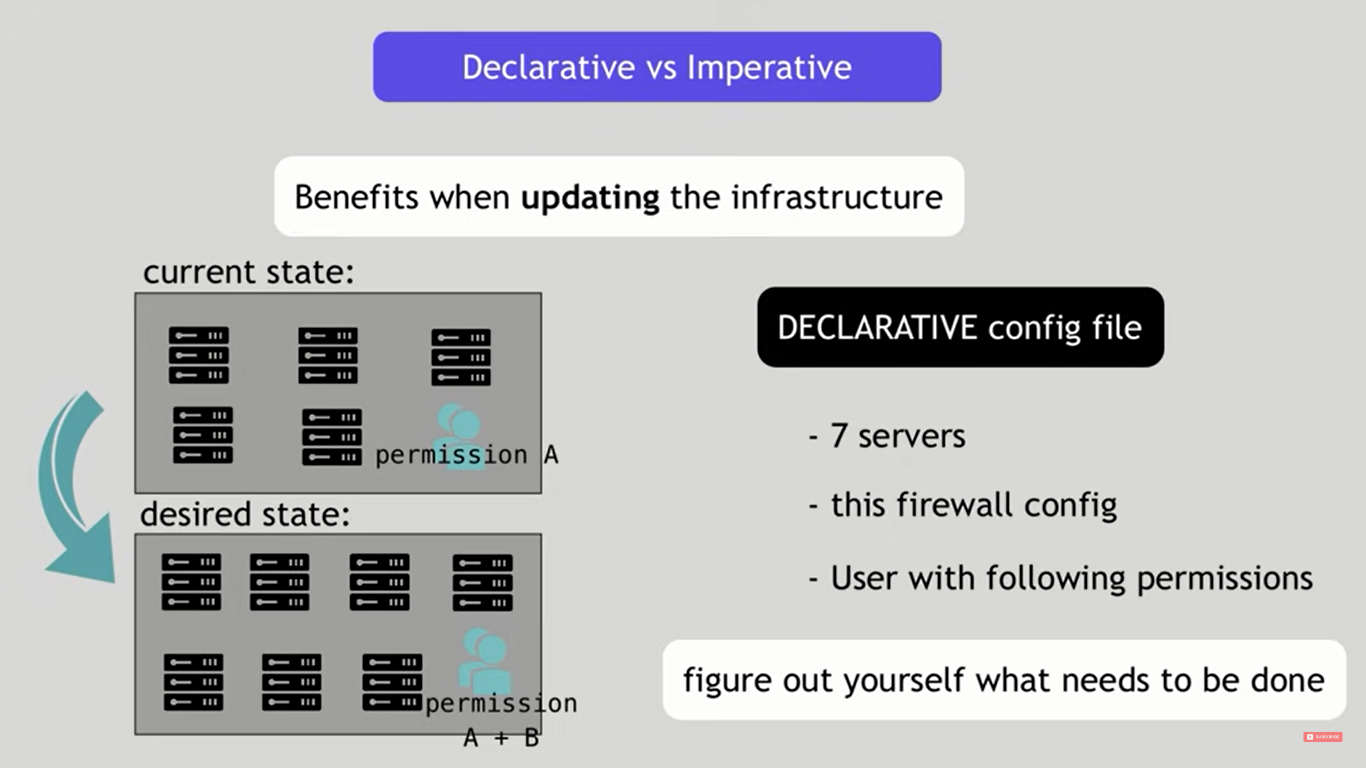 Declarative vs Imperative
Benefits when updating the infrastructure
current state:
permission A
desired state:
permission
A + B
DECLARATIVE config file
- 7 servers
- this firewall config
- User with following permissions
figure out yourself what needs to be done
SUBSCRIBE